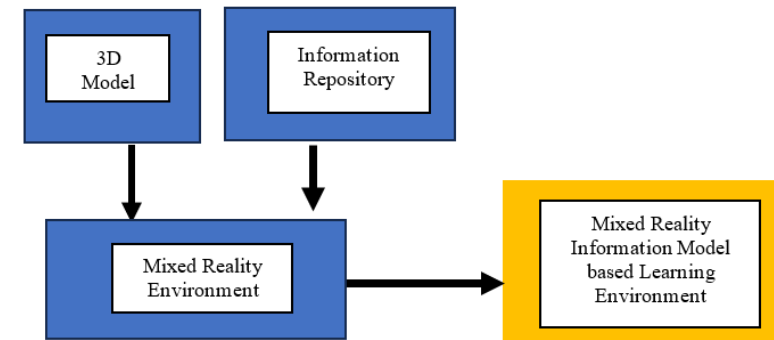 3D
Model
Information
Repository
Mixed Reality
Environment
Mixed Reality
Information Model
based Learning
Environment